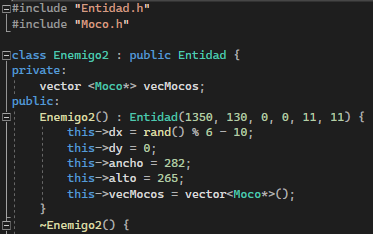 #include "Entidad.h"
#include "Moco.h"
class Enemigo2 : public Entidad {
private:
vector <Moco*> vecMocos;
public:
Enemigo2() : Entidad(1350, 130, 0, 0, 11, 11) {
this->dx = rand() % 6 - 10;
this->dy = 0;
this->ancho = 282;
this->alto = 265;
this->vecMocos = vector<Moco*>();
}
~Enemigo2() {